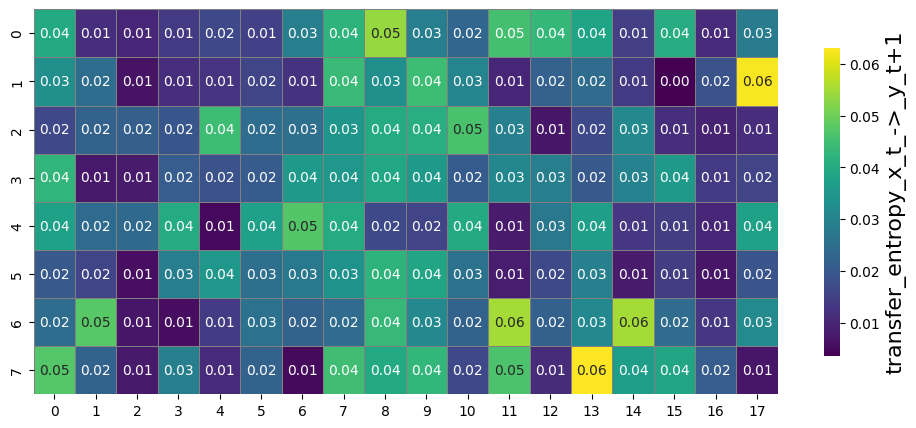 0 0.04 0.01 0.01 0.01 0.02 0.01 0.03 0.04 0.05 0.03 0.02 0.05 0.04 0.04 0.01 0.04 0.01 0.03
1 0.03 0.02 0.01 0.01 0.01 0.02 0.01 0.04 0.03 0.04 0.03 0.01 0.02 0.02 0.01 0.00 0.02 0.06
2 0.02 0.02 0.02 0.02 0.04 0.02 0.03 0.03 0.04 0.04 0.05 0.03 0.01 0.02 0.03 0.01 0.01 0.01
3 0.04 0.01 0.01 0.02 0.02 0.02 0.04 0.04 0.04 0.04 0.02 0.03 0.03 0.02 0.03 0.04 0.01 0.02
4 0.04 0.02 0.02 0.04 0.01 0.04 0.05 0.04 0.02 0.02 0.04 0.01 0.03 0.04 0.01 0.01 0.01 0.04
5 0.02 0.02 0.01 0.03 0.04 0.03 0.03 0.03 0.04 0.04 0.02 0.01 0.02 0.03 0.01 0.01 0.01 0.02
6 0.02 0.05 0.01 0.01 0.01 0.03 0.02 0.02 0.04 0.03 0.02 0.06 0.02 0.03 0.06 0.02 0.01 0.03
7 0.05 0.02 0.01 0.03 0.01 0.02 0.01 0.04 0.04 0.04 0.02 0.05 0.01 0.06 0.04 0.04 0.02 0.01
0 1 2 3 4 5 6 7 8 9 10 11 12 13 14 15 16 17
0.06
0.05
0.04
0.03
0.02
0.01
transfer_entropy_x_t_->_y_t+1